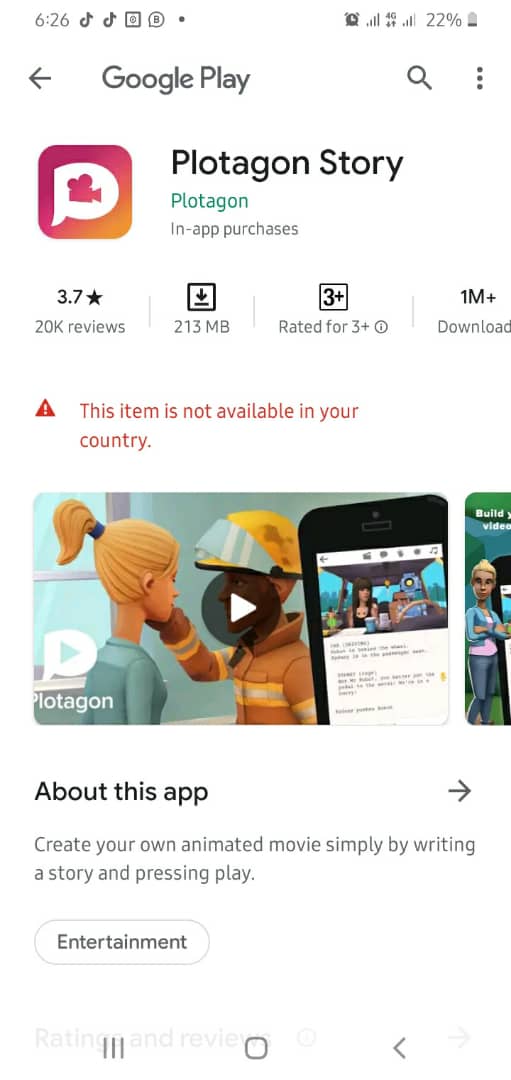 6:26
4G
22%
Google Play
Plotagon Story
Plotagon
In-app purchases
3.7★
20K reviews
213 MB
3+
Rated for 3+
1M+
Download
This item is not available in your
country.
Build y
video
Plotagon
About this app
Create your own animated movie simply by writing
a story and pressing play.
Entertainment
Ratings and reviews